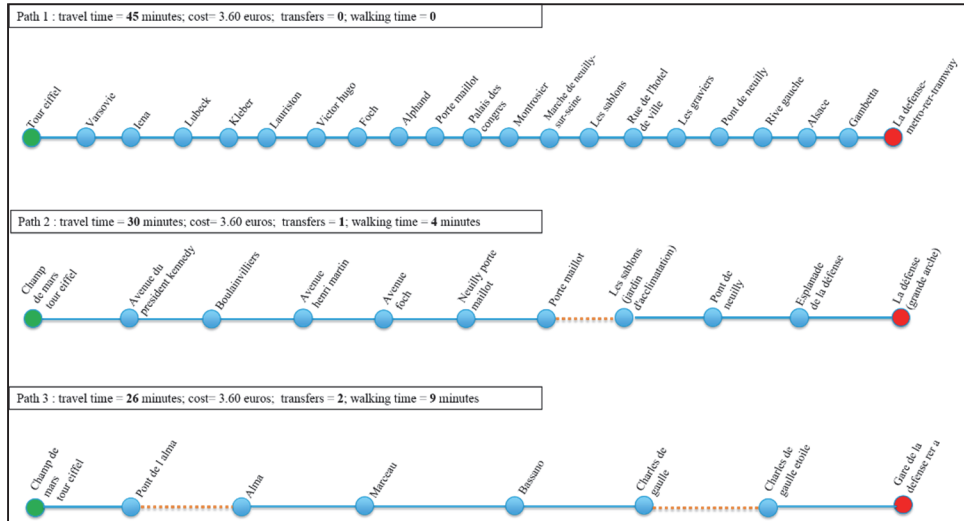 Path 1 : travel time = 45 minutes; cost= 3.60 euros; transfers = 0; walking time = 0
Tour eiffel
Varsovie
Jena
Lubeck
Kleber
Lauriston
Victor hugo
Foch
Alphand
Porte maillot
Palais des
congres
Montrosier
Marche de neuilly-
sur-seine
Les sablons
Rue de l'hotel
de ville
Les graviers
Pont de neuilly
Rive gauche
Alsace
Gambetta
La defense-
metro-rer-tramway
Path 2 : travel time = 30 minutes; cost= 3.60 euros; transfers = 1; walking time = 4 minutes
Champ
de mars
tour eiffel
Avenue du
president kennedy
Boulainvilliers
Avenue
henri martin
Avenue
foch
Neuilly porte
maillot
Porte maillot
Les sablons
(jardin
d'acclimatation)
Pont de
neuilly
Esplanade
de la défense
La défense
(grande arche)
Path 3 : travel time = 26 minutes; cost= 3.60 euros; transfers = 2; walking time = 9 minutes
Champ de
mars
tour eiffel
Pont de l alma
Alma
Marceau
Bassano
Charles de
gaulle
Charles de
gaulle etoile
Gare de la
defense rer a